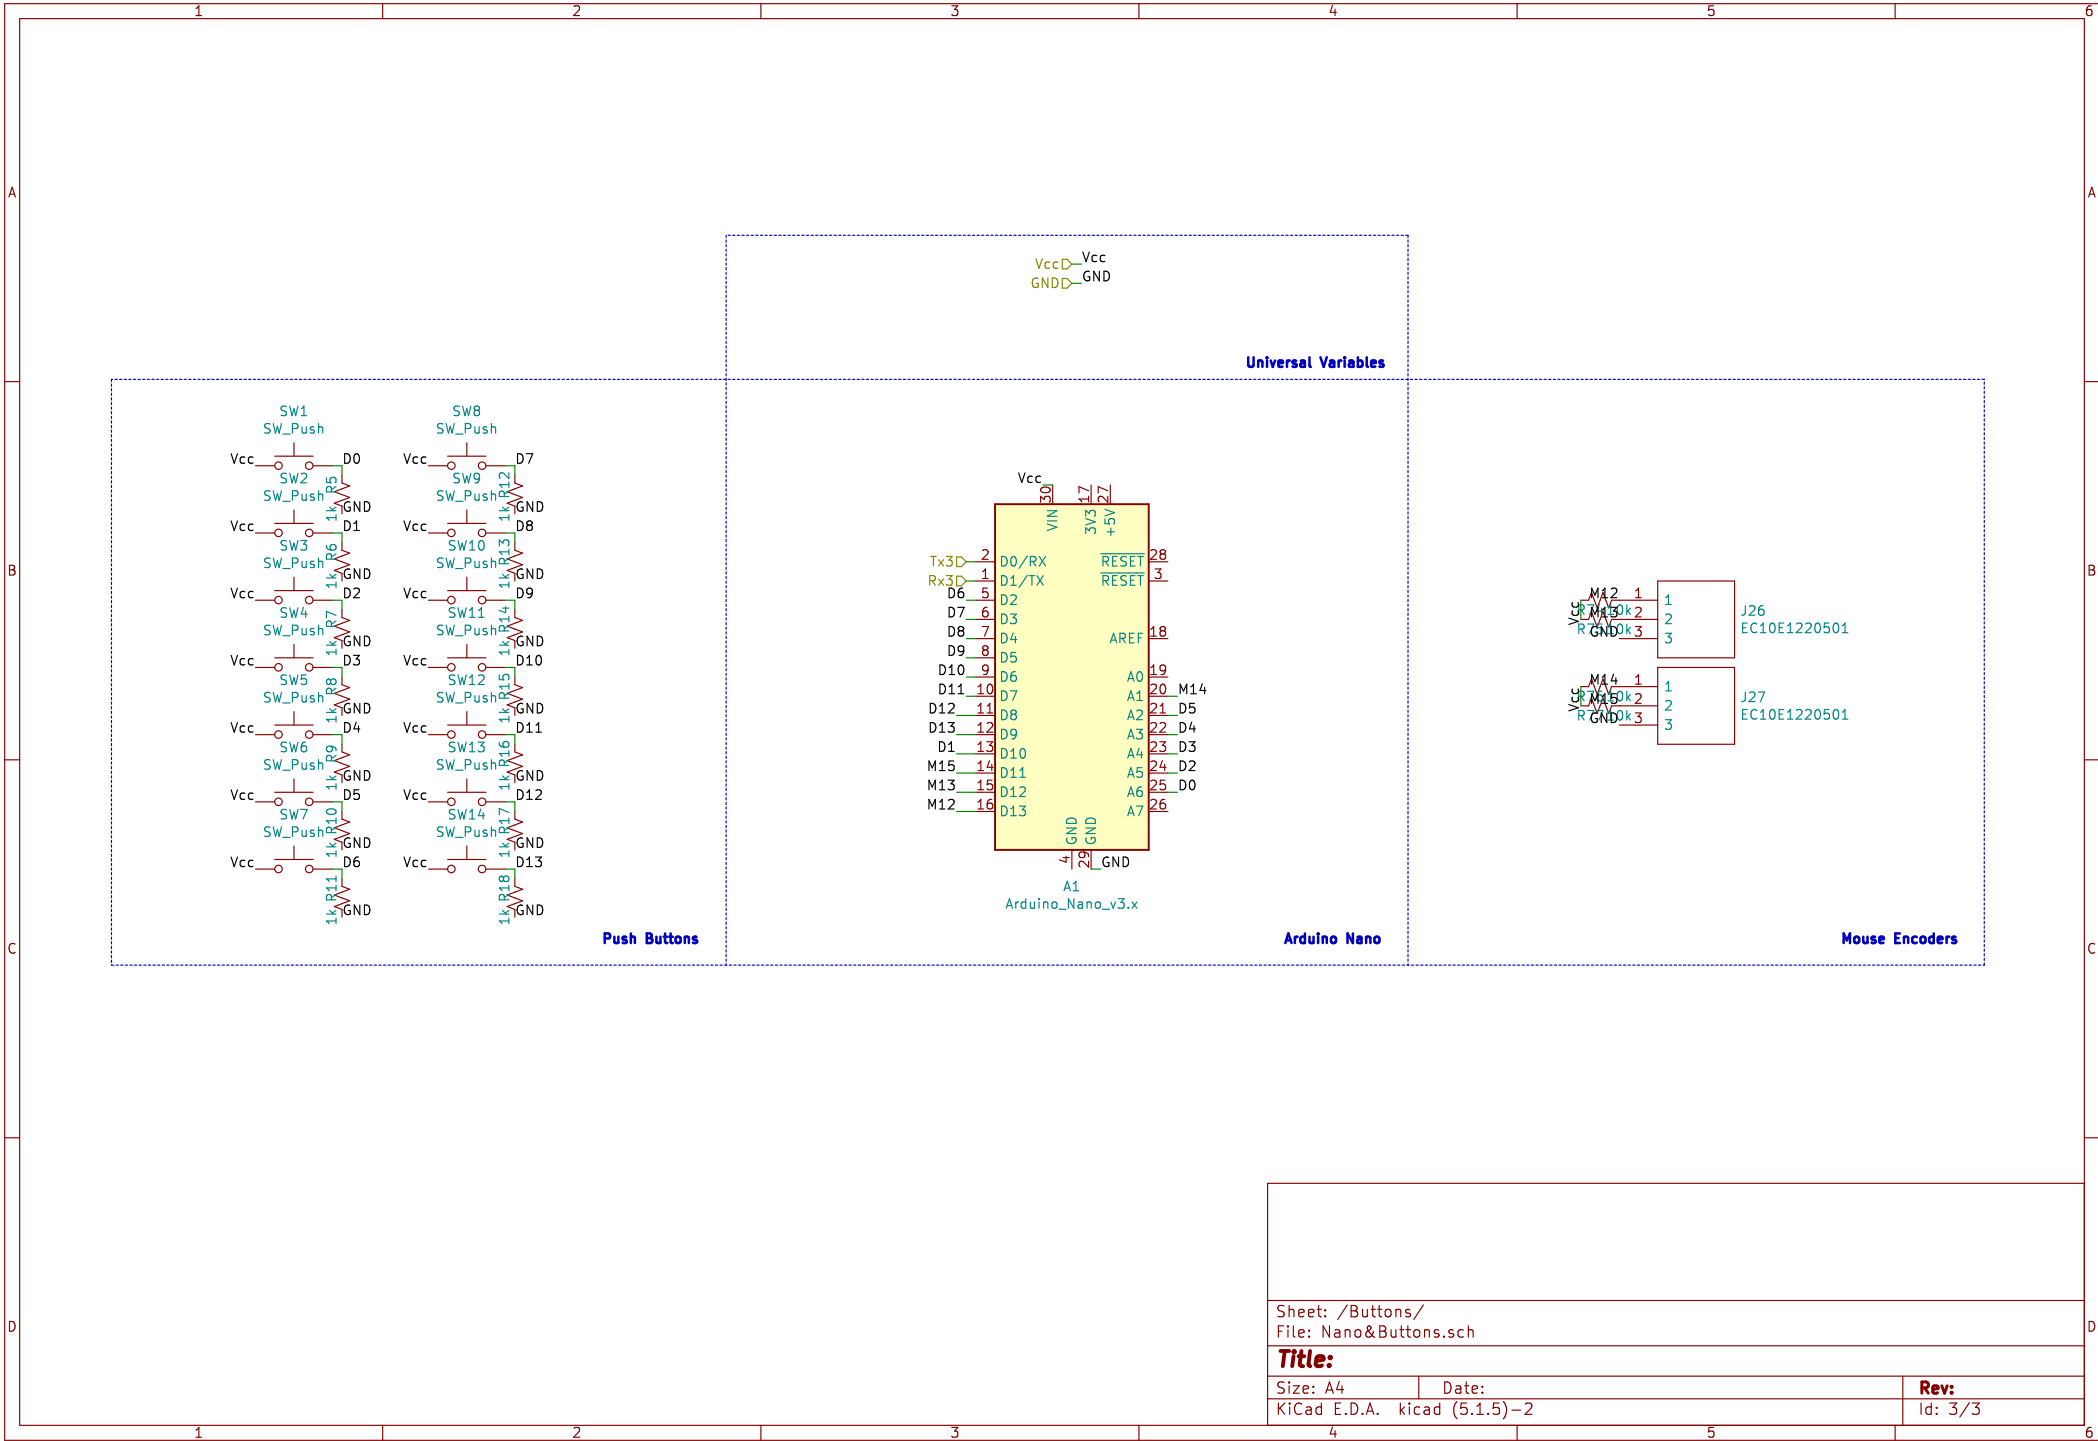 1 2 3 4 5 6
A A
Vcc Vcc
GND GND
Universal Variables
SW1
SW_Push
Vcc D0
R5
1k
GND
SW2
SW_Push
Vcc D1
R6
1k
GND
SW3
SW_Push
Vcc D2
R7
1k
GND
SW4
SW_Push
Vcc D3
R8
1k
GND
SW5
SW_Push
Vcc D4
R9
1k
GND
SW6
SW_Push
Vcc D5
R10
1k
GND
SW7
SW_Push
Vcc D6
R11
1k
GND
SW8
SW_Push
Vcc D7
R12
1k
GND
SW9
SW_Push
Vcc D8
R13
1k
GND
SW10
SW_Push
Vcc D9
R14
1k
GND
SW11
SW_Push
Vcc D10
R15
1k
GND
SW12
SW_Push
Vcc D11
R16
1k
GND
SW13
SW_Push
Vcc D12
R17
1k
GND
SW14
SW_Push
Vcc D13
R18
1k
GND
Push Buttons
Vcc
30 17 27
VIN 3V3 +5V
Tx3 2 D0/RX RESET 28
Rx3 1 D1/TX RESET 3
D6 5 D2
D7 6 D3
D8 7 D4 AREF 18
D9 8 D5
D10 9 D6 A0 19
D11 10 D7 A1 20 M14
D12 11 D8 A2 21 D5
D13 12 D9 A3 22 D4
D1 13 D10 A4 23 D3
M15 14 D11 A5 24 D2
M13 15 D12 A6 25 D0
M12 16 D13 A7 26
GND GND
4 29 GND
A1
Arduino_Nano_v3.x
Arduino Nano
Vcc
M12 1 1
M13 2 2
GND 3 3
J26
EC10E1220501
Vcc
M14 1 1
M15 2 2
GND 3 3
J27
EC10E1220501
Mouse Encoders
B B
C C
D D
Sheet: /Buttons/
File: Nano&Buttons.sch
Title:
Size: A4 Date: Rev:
KiCad E.D.A. kicad (5.1.5)-2 Id: 3/3
1 2 3 4 5 6